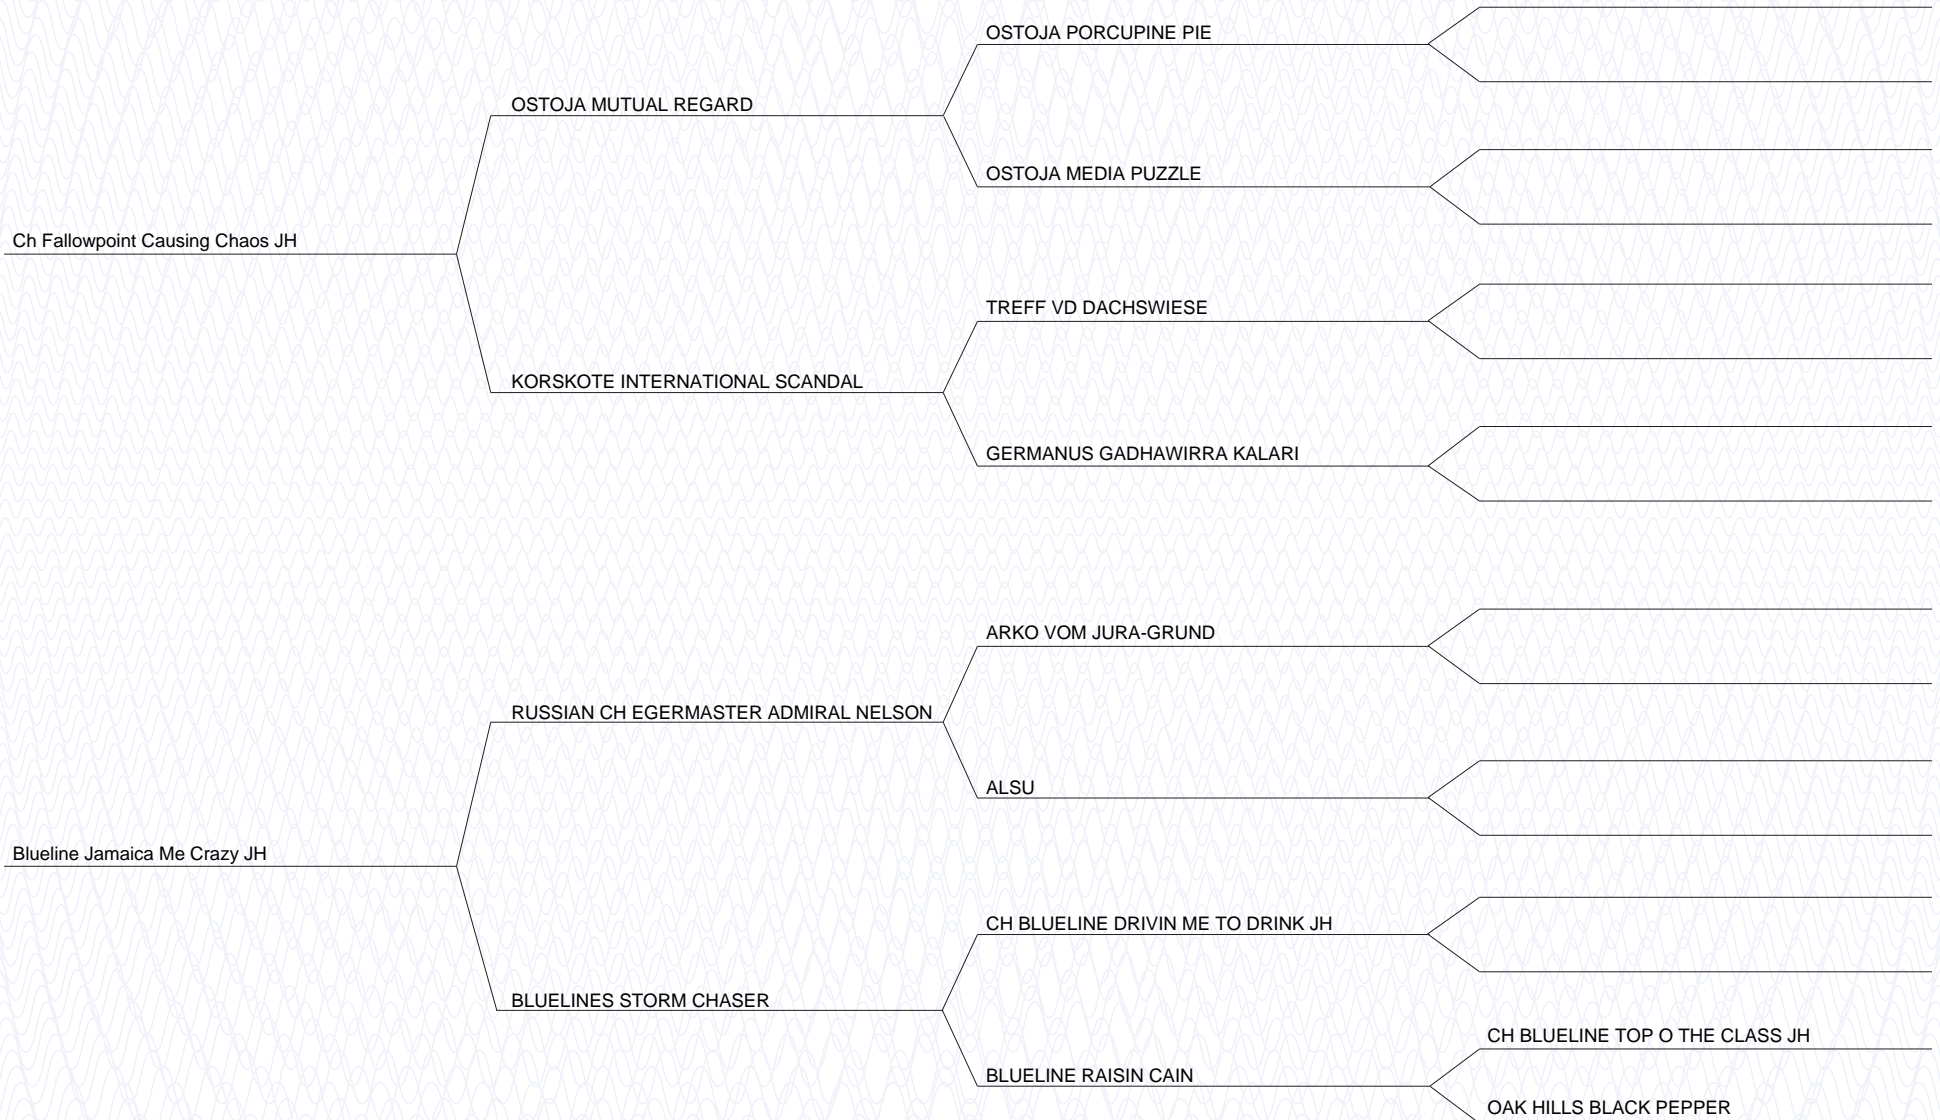 OSTOJA PORCUPINE PIE
OSTOJA MUTUAL REGARD
OSTOJA MEDIA PUZZLE
Ch Fallowpoint Causing Chaos JH
TREFF VD DACHSWIESE
KORSKOTE INTERNATIONAL SCANDAL
GERMANUS GADHAWIRRA KALARI
ARKO VOM JURA-GRUND
RUSSIAN CH EGERMASTER ADMIRAL NELSON
ALSU
Blueline Jamaica Me Crazy JH
CH BLUELINE DRIVIN ME TO DRINK JH
BLUELINES STORM CHASER
CH BLUELINE TOP O THE CLASS JH
BLUELINE RAISIN CAIN
OAK HILLS BLACK PEPPER